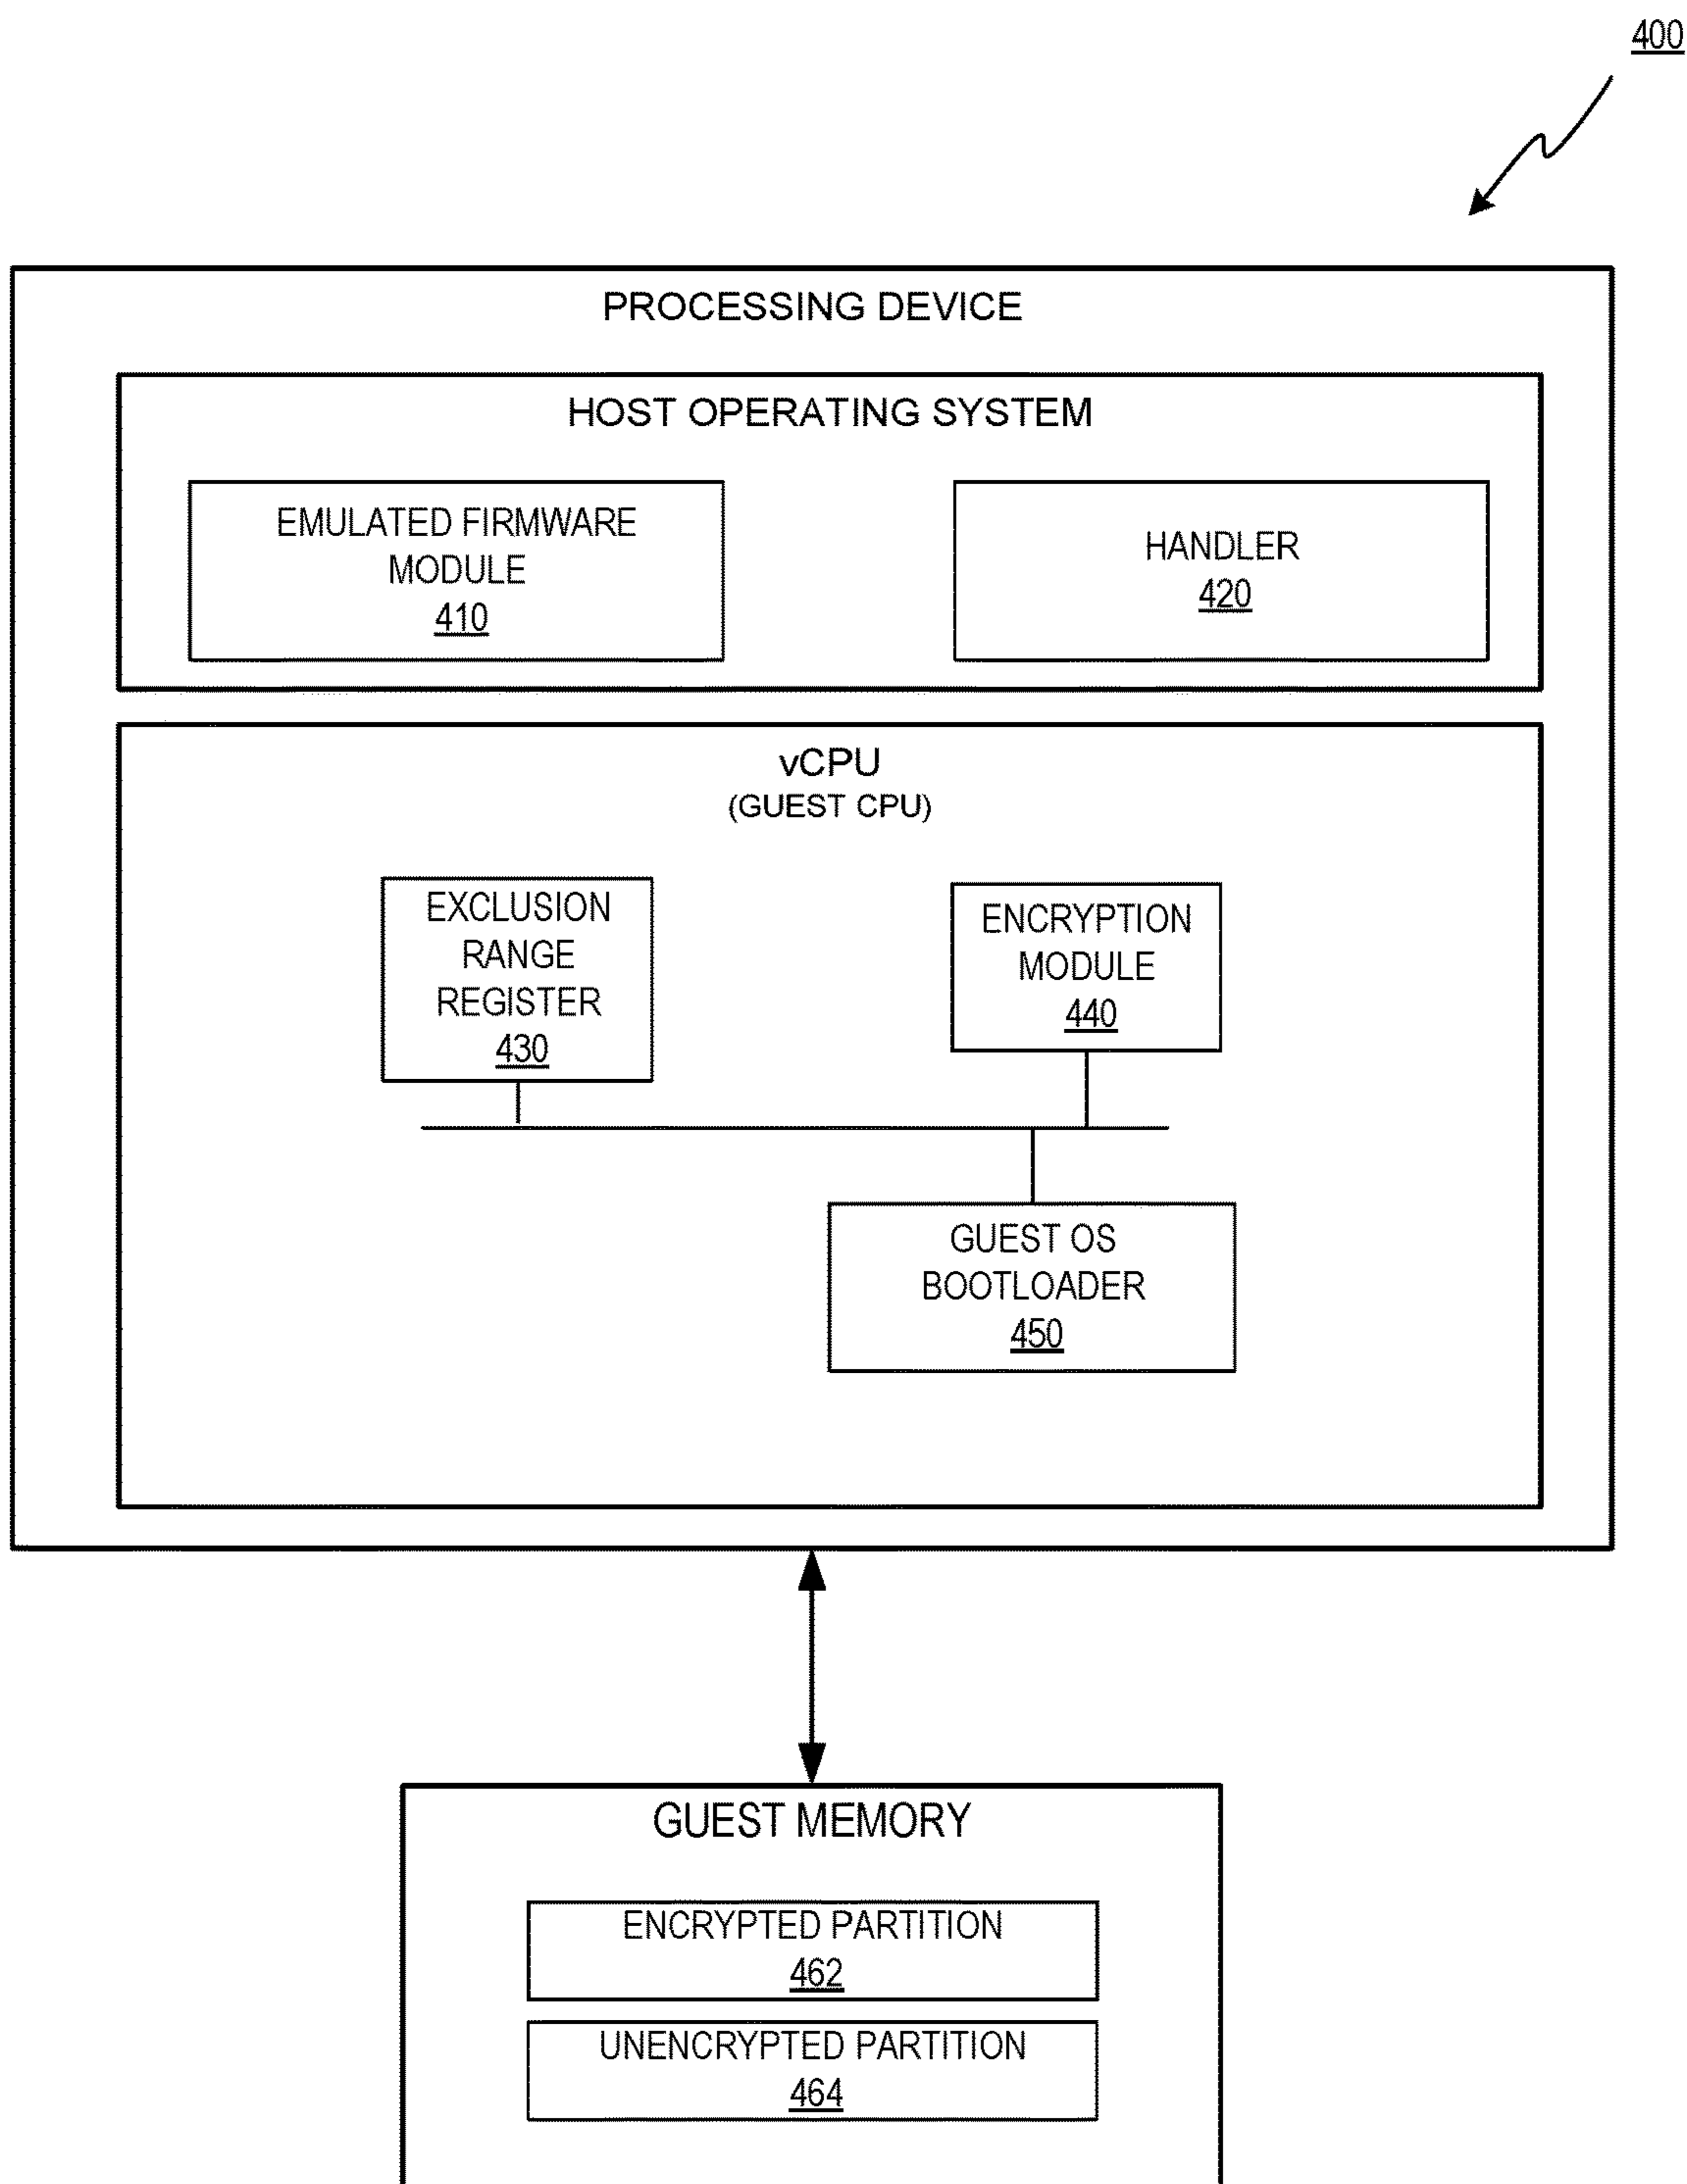 400
PROCESSING DEVICE
HOST OPERATING SYSTEM
EMULATED FIRMWARE
MODULE
410
HANDLER
420
vCPU
(GUEST CPU)
EXCLUSION
RANGE
REGISTER
430
ENCRYPTION
MODULE
440
GUEST OS
BOOTLOADER
450
GUEST MEMORY
ENCRYPTED PARTITION
462
UNENCRYPTED PARTITION
464